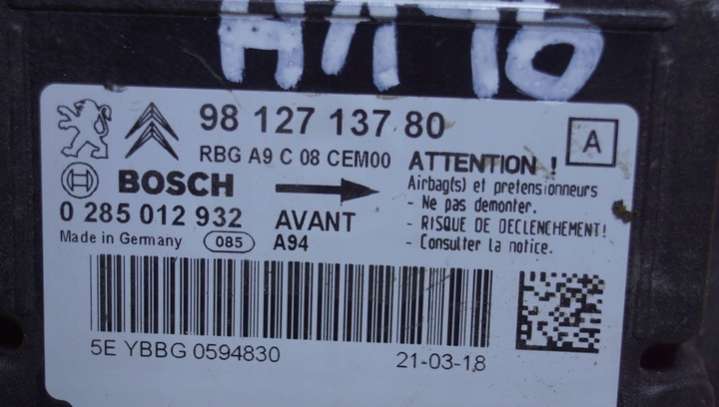 98 127 137 80
A
RBG A9 C 08 CEM00
ATTENTION !
Airbag(s) et pretensionneurs
- Ne pas demonter.
- RISQUE DE DECLENCHEMENT!
- Consulter la notice.
BOSCH
0 285 012 932
AVANT
Made in Germany
085
A94
5E YBBG 0594830
21-03-18